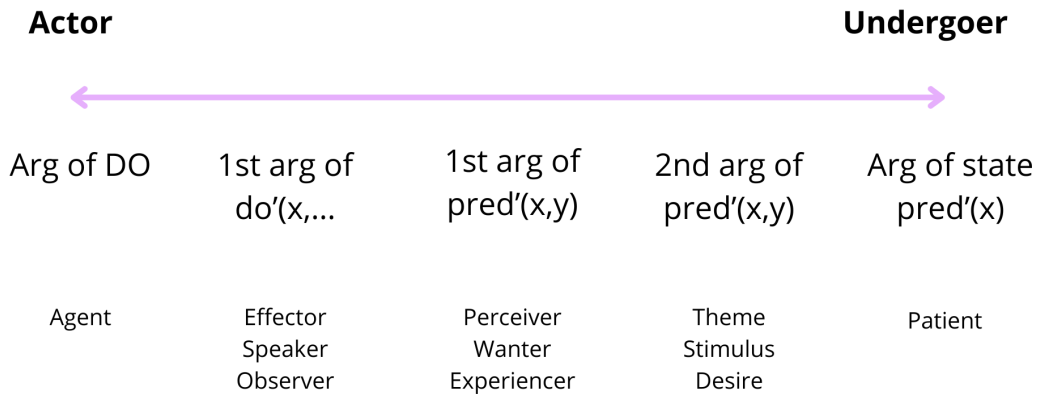 Actor
Undergoer
Arg of DO
1st arg of
do’(x,...
1st arg of
pred’(x,y)
2nd arg of
pred’(x,y)
Arg of state
pred’(x)
Agent
Effector
Speaker
Observer
Perceiver
Wanter
Experiencer
Theme
Stimulus
Desire
Patient